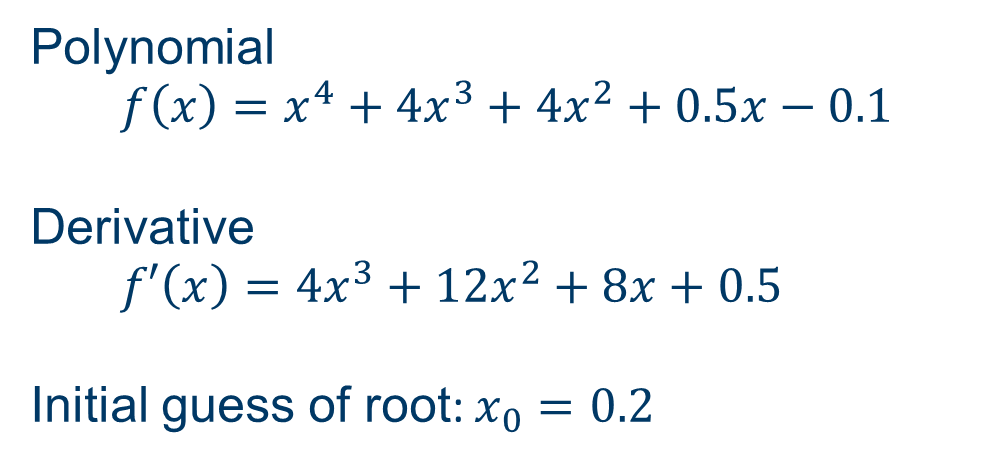 Polynomial
f(x) = x⁴ + 4x³ + 4x² + 0.5x − 0.1
Derivative
f′(x) = 4x³ + 12x² + 8x + 0.5
Initial guess of root: x₀ = 0.2